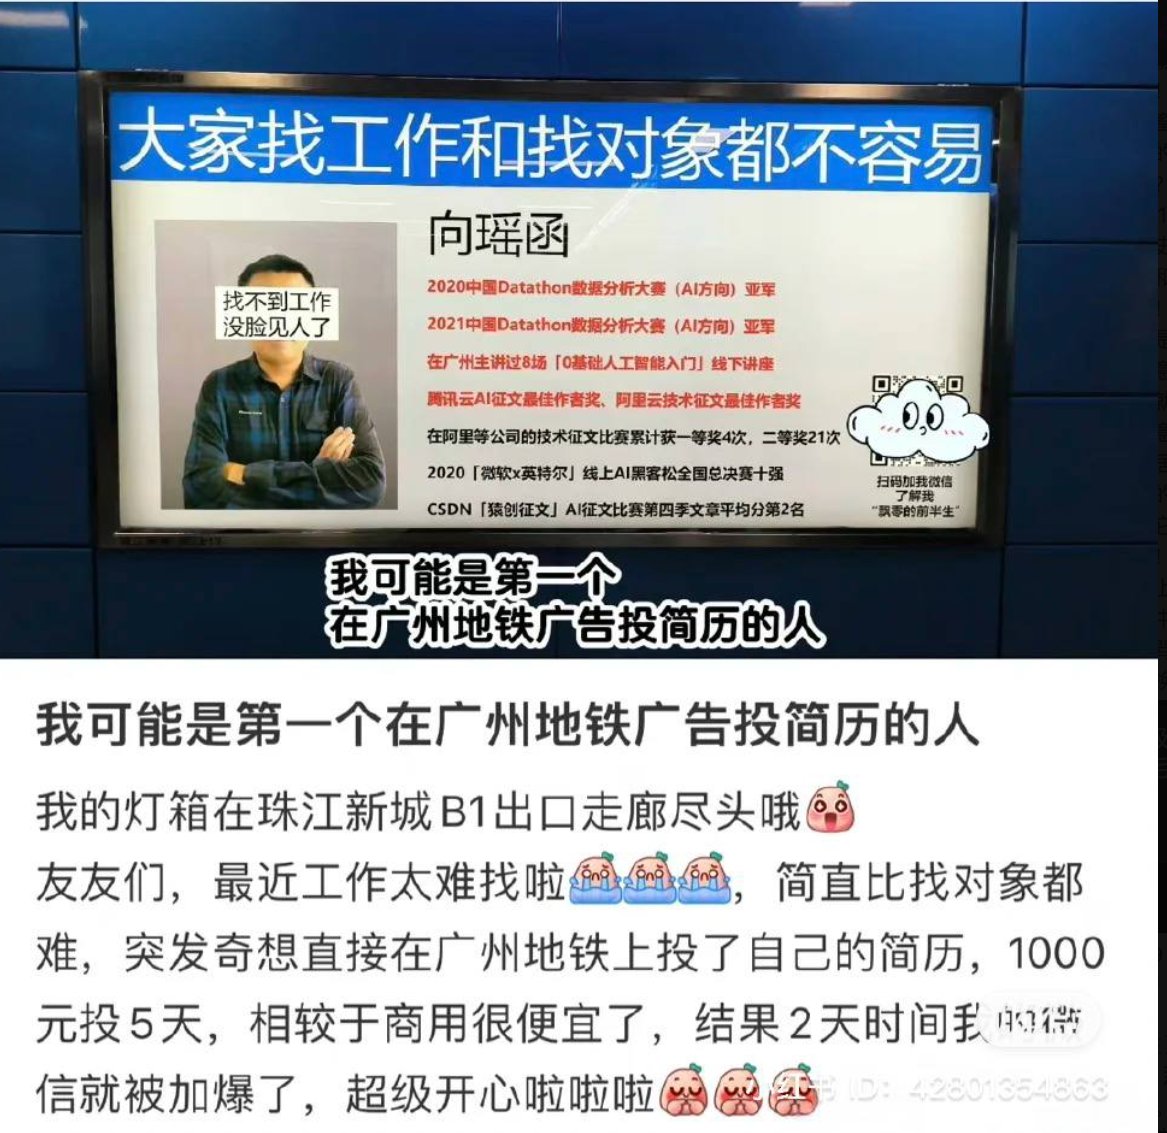 大家找工作和找对象都不容易
向瑶函
找不到工作
没脸见人了
2020中国Datathon数据分析大赛（AI方向）亚军
2021中国Datathon数据分析大赛（AI方向）亚军
在广州主讲过8场「0基础人工智能入门」线下讲座
腾讯云AI征文最佳作者奖、阿里云技术征文最佳作者奖
在阿里等公司的技术征文比赛累计获一等奖4次，二等奖21次
2020「微软x英特尔」线上AI黑客松全国总决赛十强
CSDN「猿创征文」AI征文比赛第四季文章平均分第2名
扫码加我微信
了解我
“飘零的前半生”
我可能是第一个
在广州地铁广告投简历的人
我可能是第一个在广州地铁广告投简历的人
我的灯箱在珠江新城B1出口走廊尽头哦
友友们，最近工作太难找啦，简直比找对象都
难，突发奇想直接在广州地铁上投了自己的简历，1000
元投5天，相较于商用很便宜了，结果2天时间我的微
信就被加爆了，超级开心啦啦啦
小红书 ID：42801354863